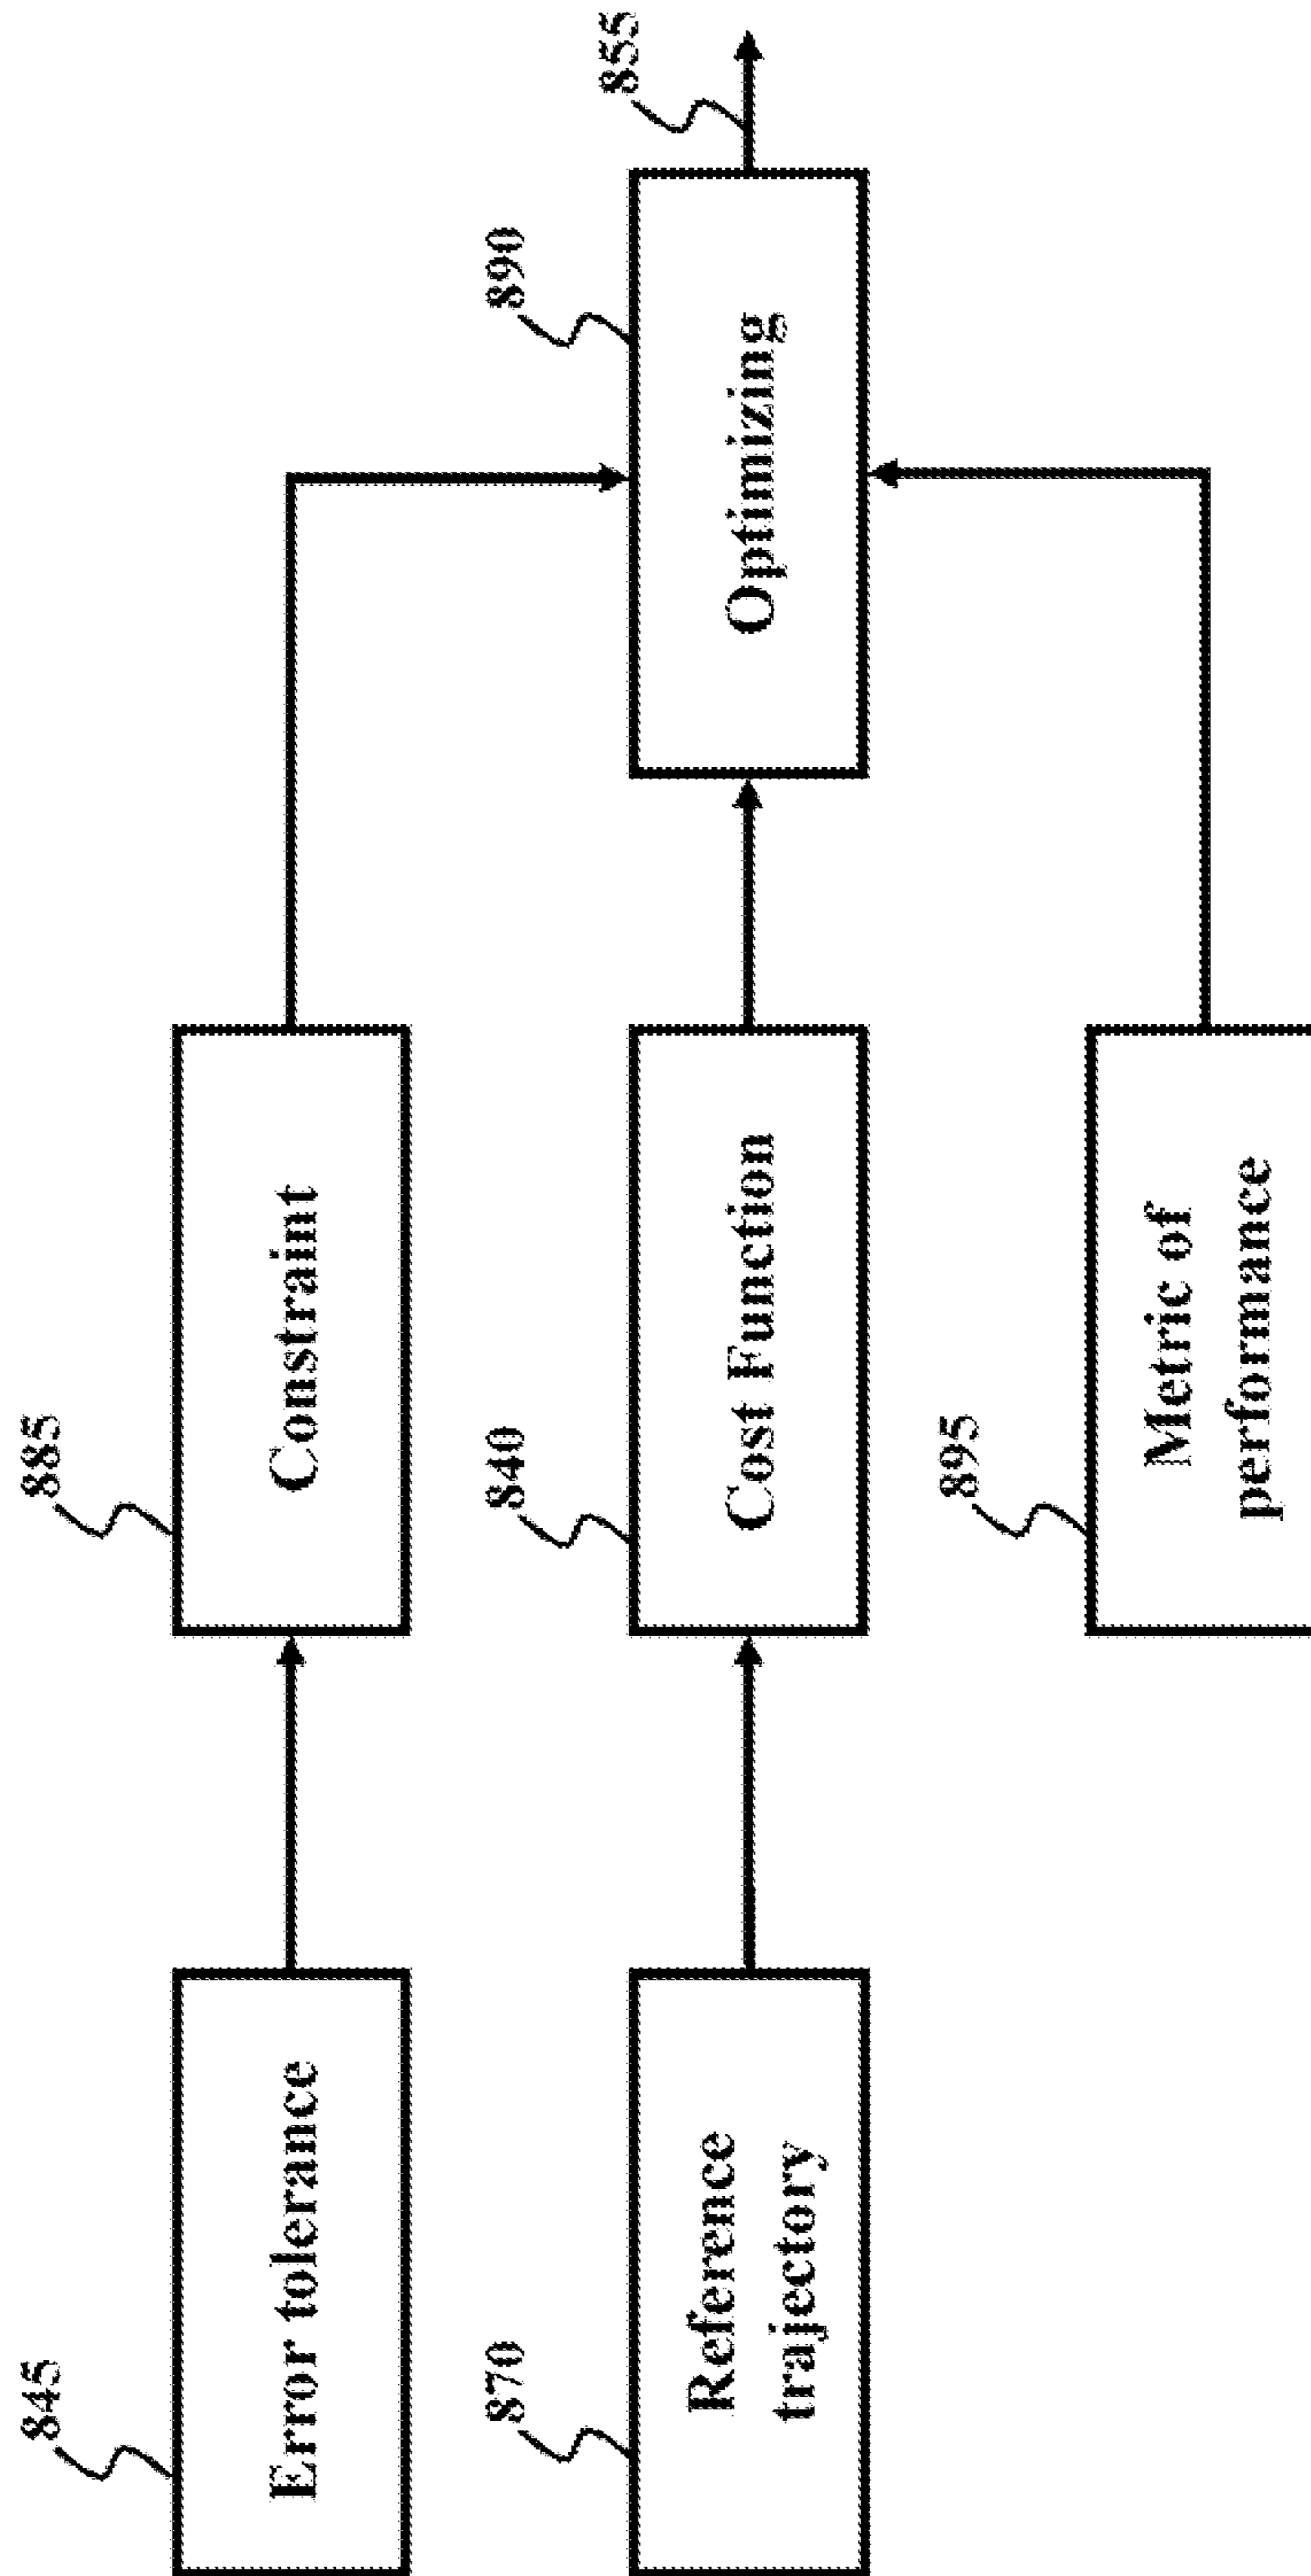 845
Error tolerance
885
Constraint
870
Reference
trajectory
840
Cost Function
890
Optimizing
855
895
Metric of
performance